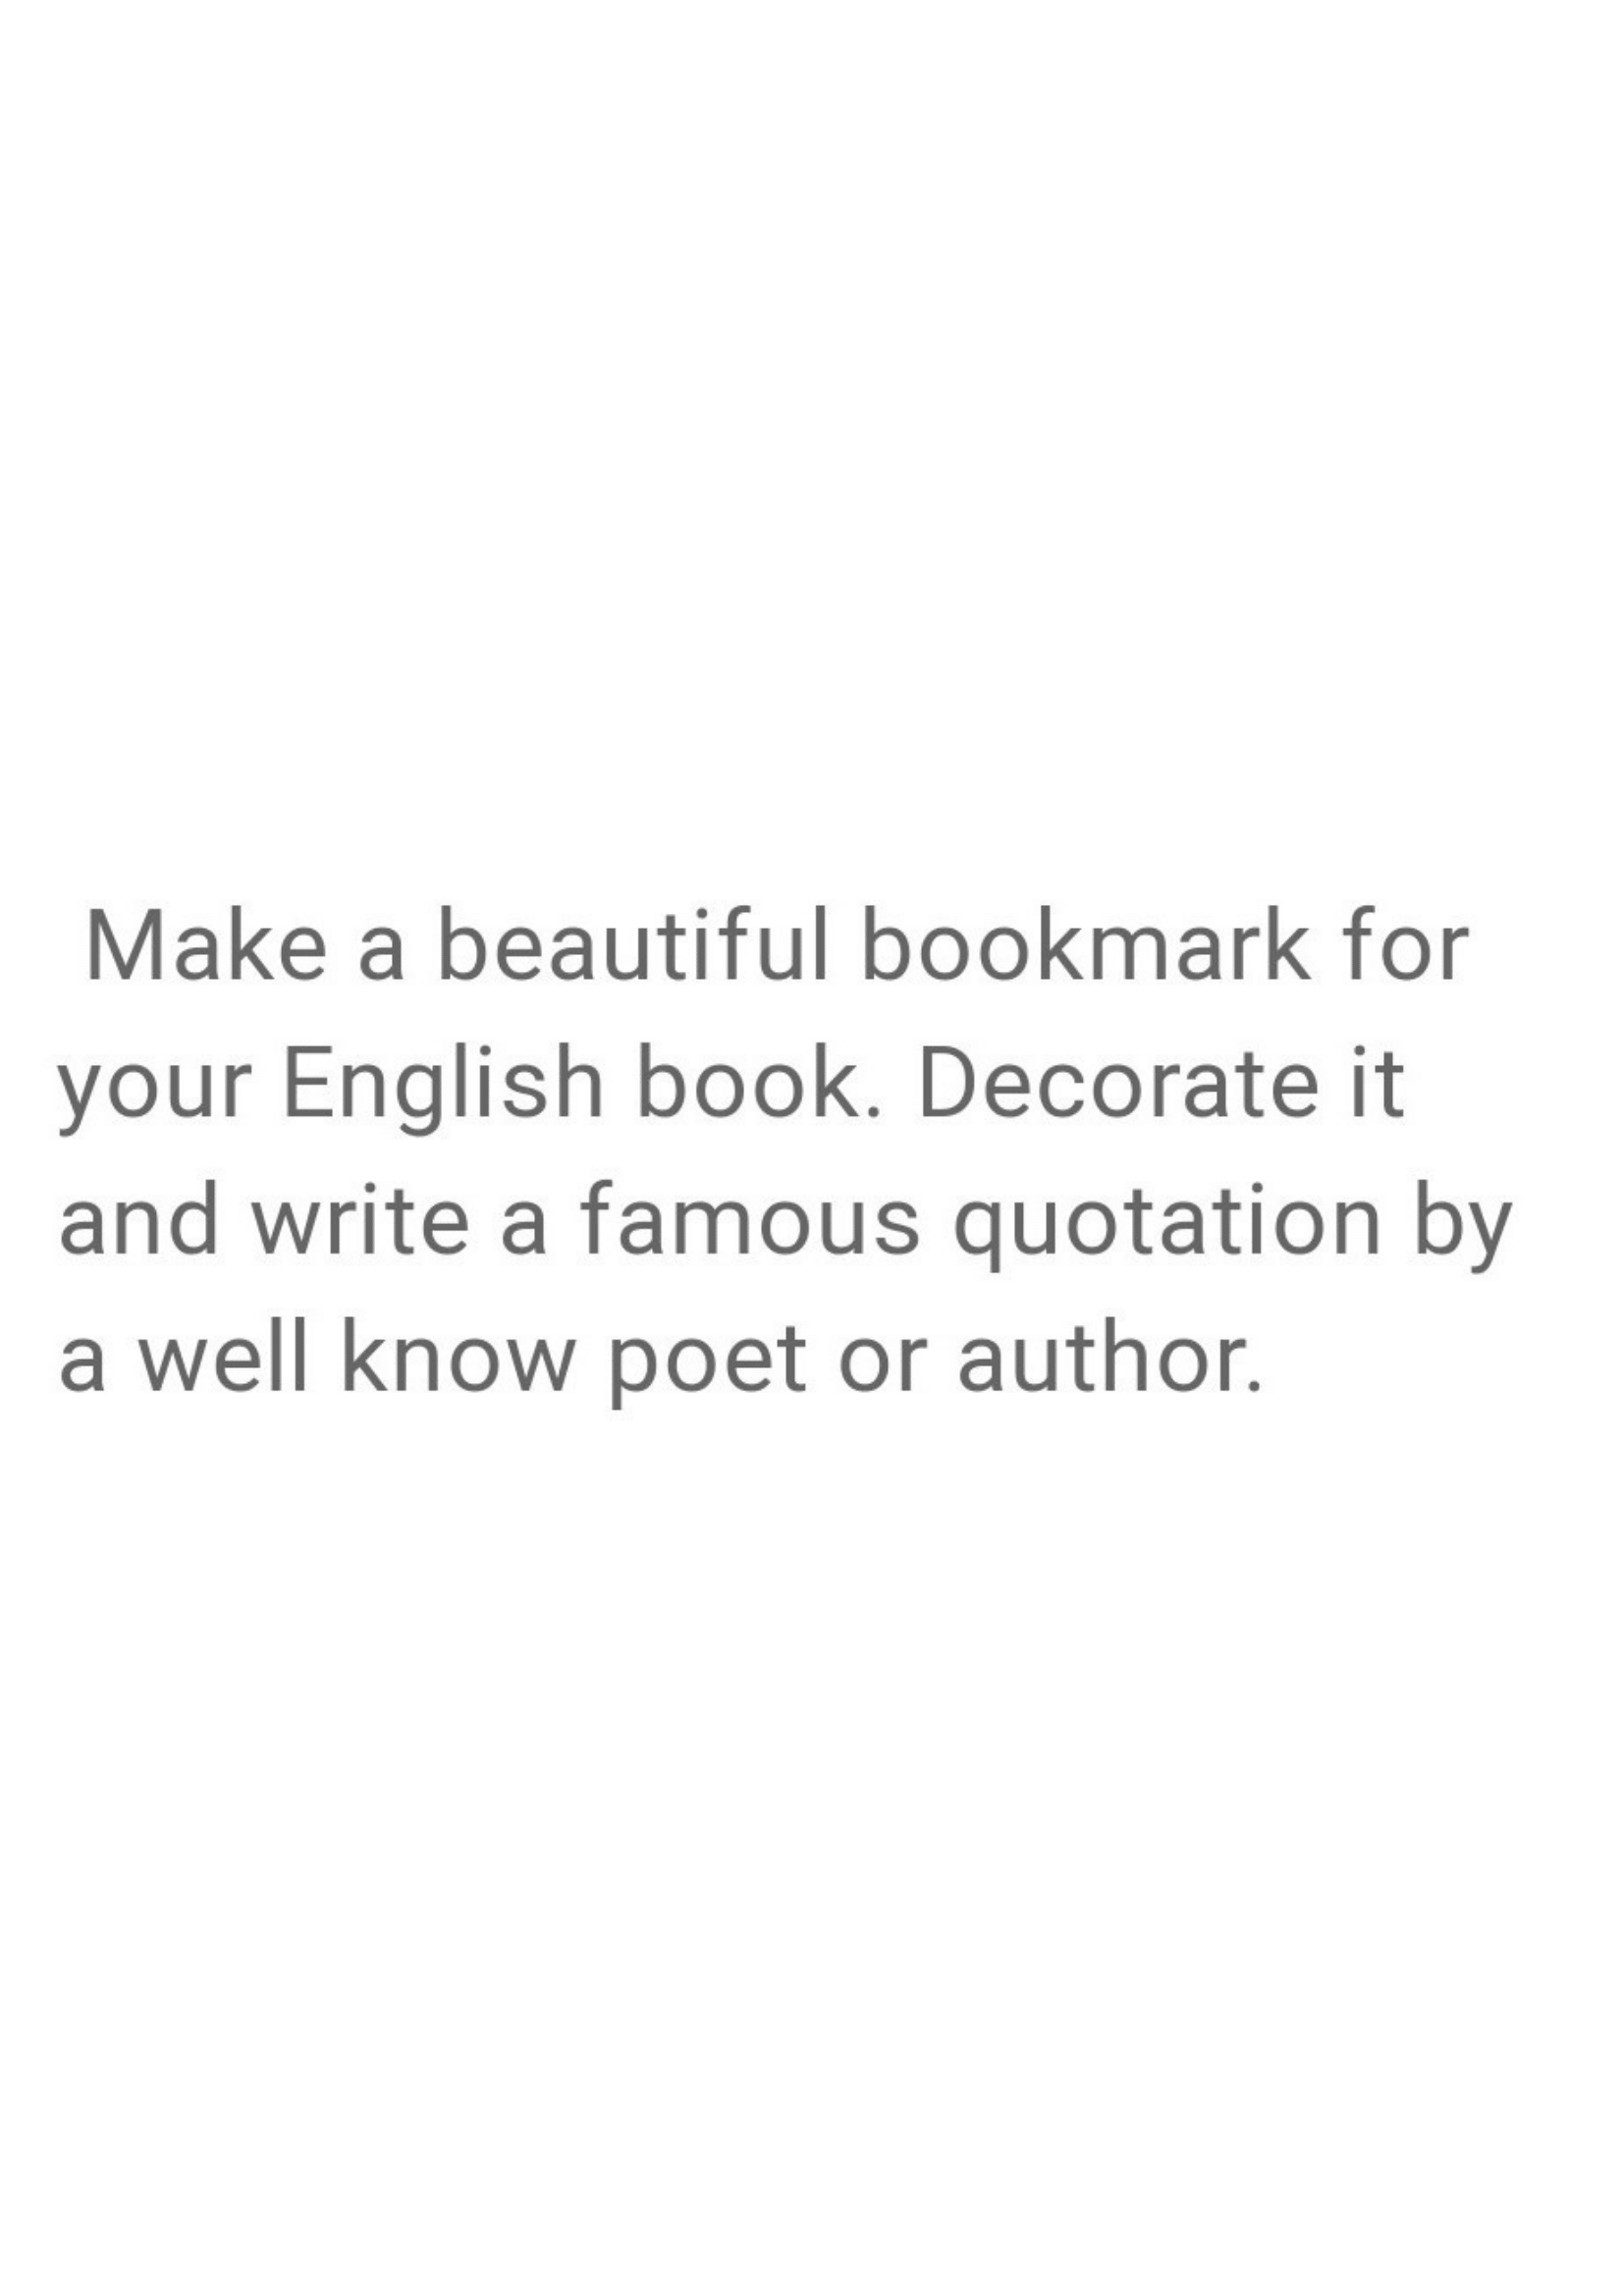 Make a beautiful bookmark for
your English book. Decorate it
and write a famous quotation by
a well know poet or author.